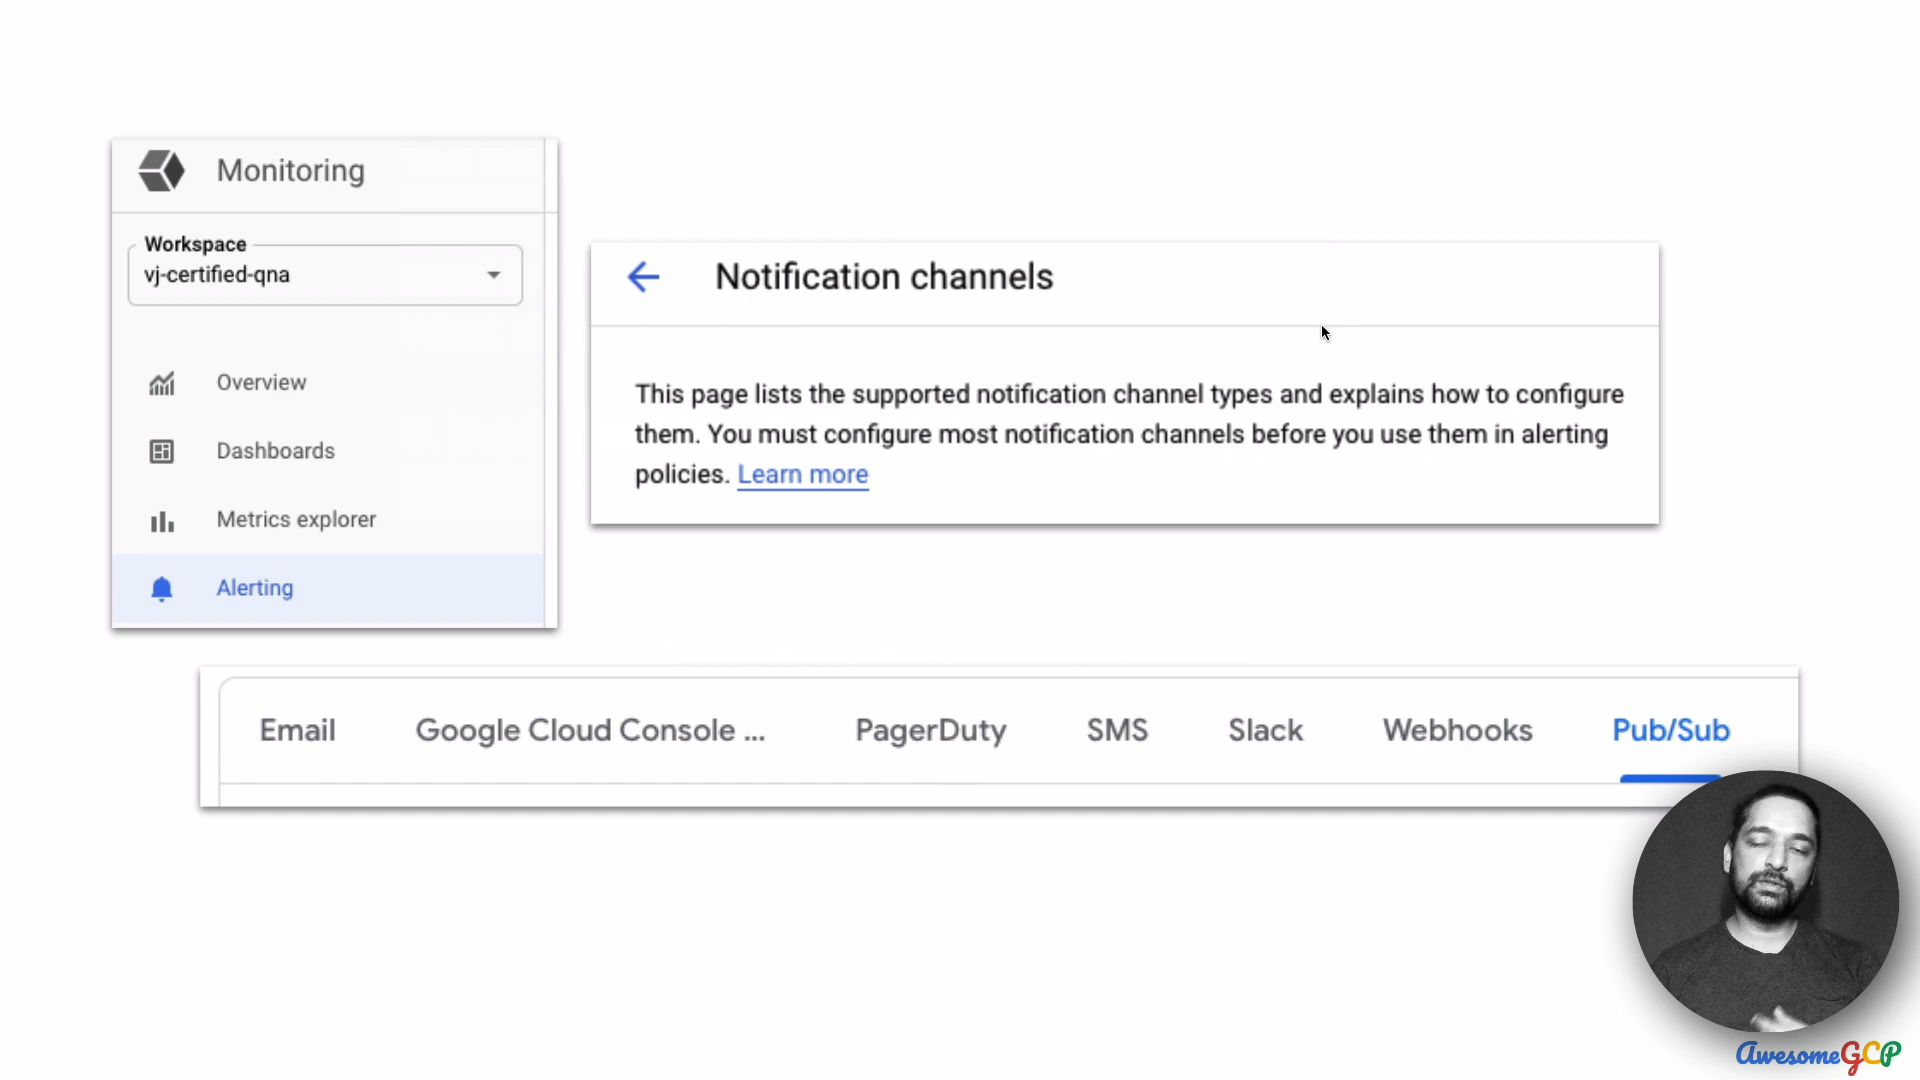 Monitoring
Workspace
vj-certified-qna
Overview
Dashboards
Metrics explorer
Alerting
Notification channels
This page lists the supported notification channel types and explains how to configure
them. You must configure most notification channels before you use them in alerting
policies. Learn more
Email Google Cloud Console ... PagerDuty SMS Slack Webhooks Pub/Sub
AwesomeGCP